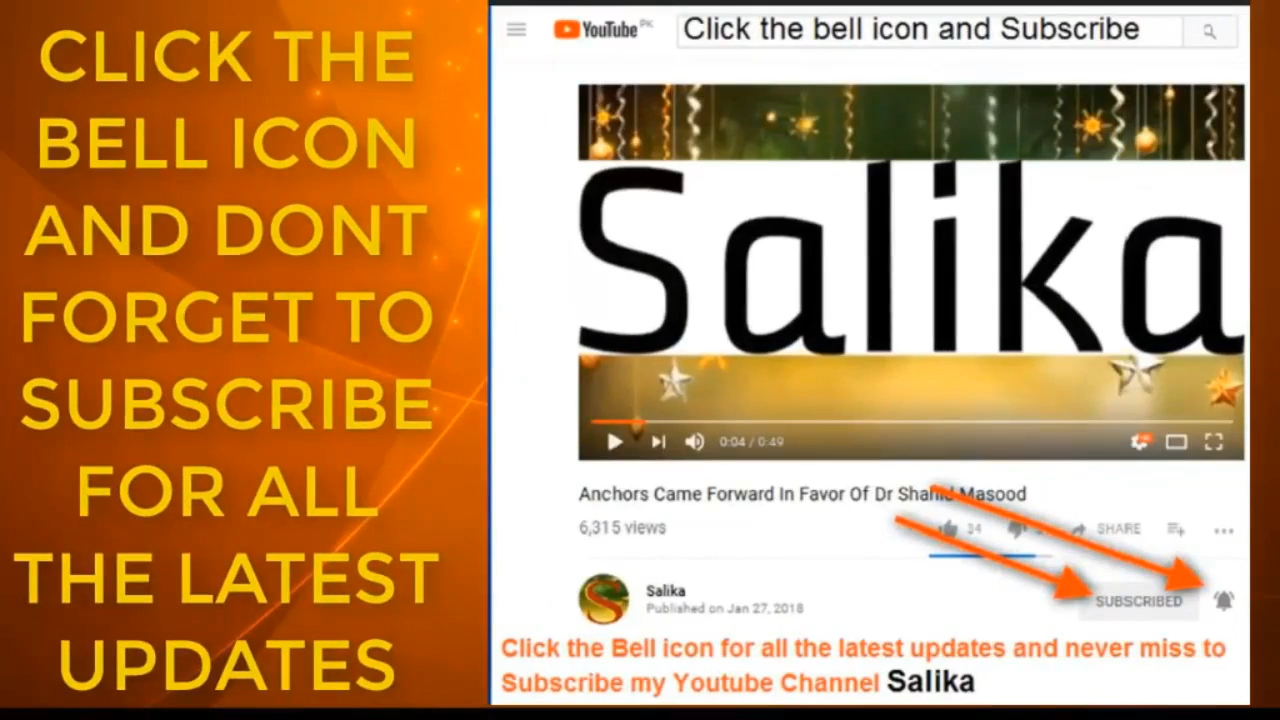 CLICK THE
BELL ICON
AND DONT
FORGET TO
SUBSCRIBE
FOR ALL
THE LATEST
UPDATES
YouTube PK
Click the bell icon and Subscribe
Salika
0:04 / 0:49
Anchors Came Forward In Favor Of Dr Shahid Masood
6,315 views
34
SHARE
Salika
Published on Jan 27, 2018
SUBSCRIBED
Click the Bell icon for all the latest updates and never miss to
Subscribe my Youtube Channel Salika